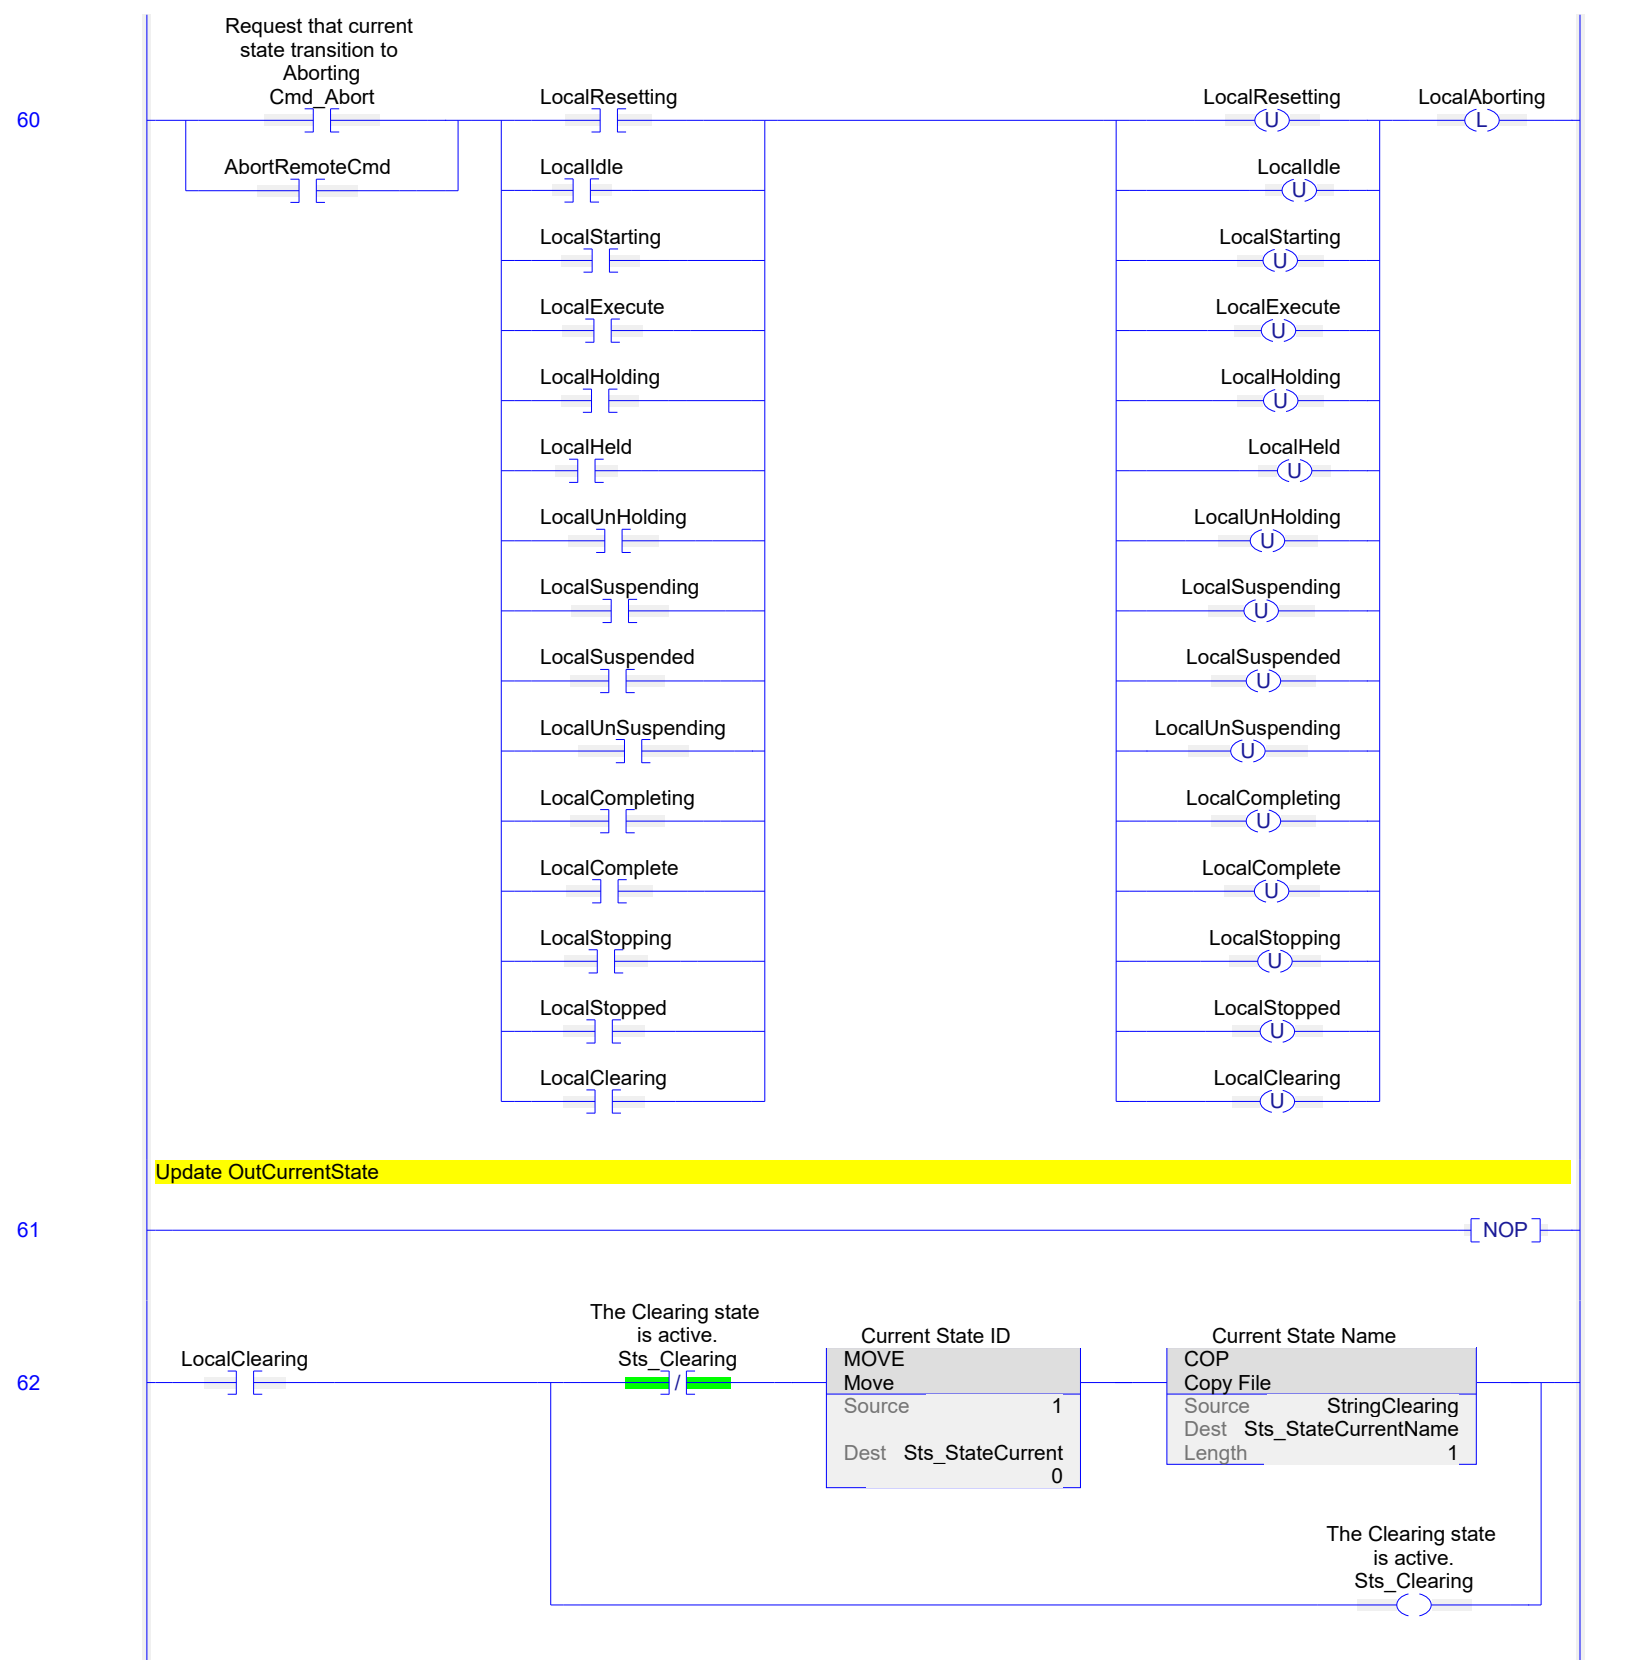 Request that current
state transition to
Aborting
Cmd_Abort
LocalResetting
LocalResetting
LocalAborting
60
U
L
AbortRemoteCmd
LocalIdle
LocalIdle
U
LocalStarting
LocalStarting
U
LocalExecute
LocalExecute
U
LocalHolding
LocalHolding
U
LocalHeld
LocalHeld
U
LocalUnHolding
LocalUnHolding
U
LocalSuspending
LocalSuspending
U
LocalSuspended
LocalSuspended
U
LocalUnSuspending
LocalUnSuspending
U
LocalCompleting
LocalCompleting
U
LocalComplete
LocalComplete
U
LocalStopping
LocalStopping
U
LocalStopped
LocalStopped
U
LocalClearing
LocalClearing
U
Update OutCurrentState
61
NOP
The Clearing state
is active.
Sts_Clearing
Current State ID
Current State Name
LocalClearing
62
/
MOVE
Move
Source 1
Dest Sts_StateCurrent
0
COP
Copy File
Source StringClearing
Dest Sts_StateCurrentName
Length 1
The Clearing state
is active.
Sts_Clearing